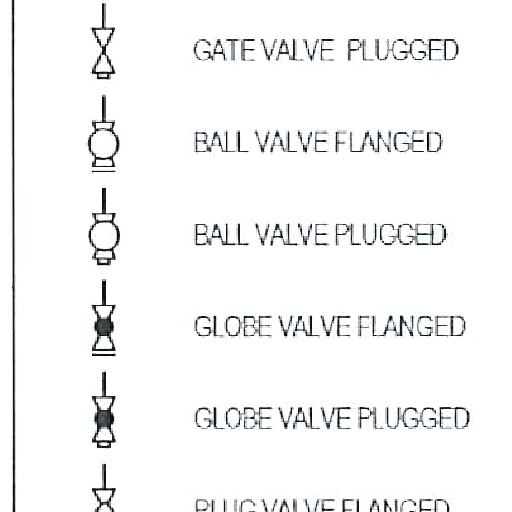 GATE VALVE PLUGGED
BALL VALVE FLANGED
BALL VALVE PLUGGED
GLOBE VALVE FLANGED
GLOBE VALVE PLUGGED
PLUG VALVE FLANGED